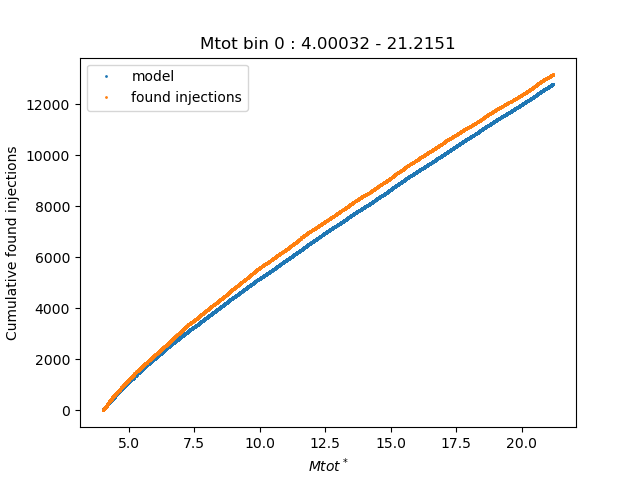 Mtot bin 0 : 4.00032 - 21.2151
model
found injections
Cumulative found injections
12000
10000
8000
6000
4000
2000
0
5.0 7.5 10.0 12.5 15.0 17.5 20.0
Mtot*